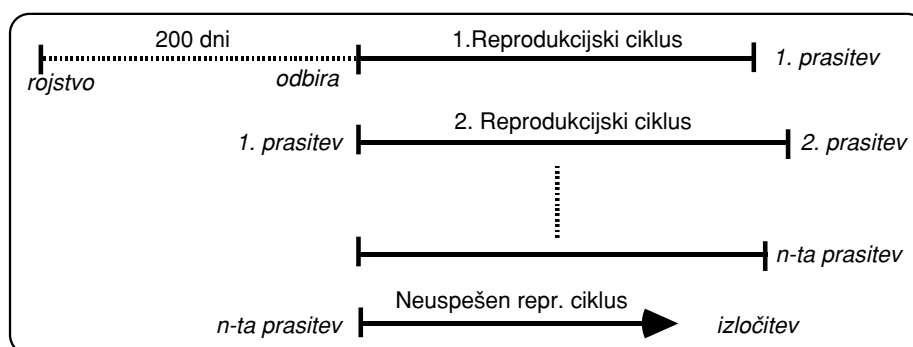 200 dni
1.Reprodukcijski ciklus
rojstvo
odbira
1. prasitev
2. Reprodukcijski ciklus
1. prasitev
2. prasitev
n-ta prasitev
Neuspešen repr. ciklus
n-ta prasitev
izločitev